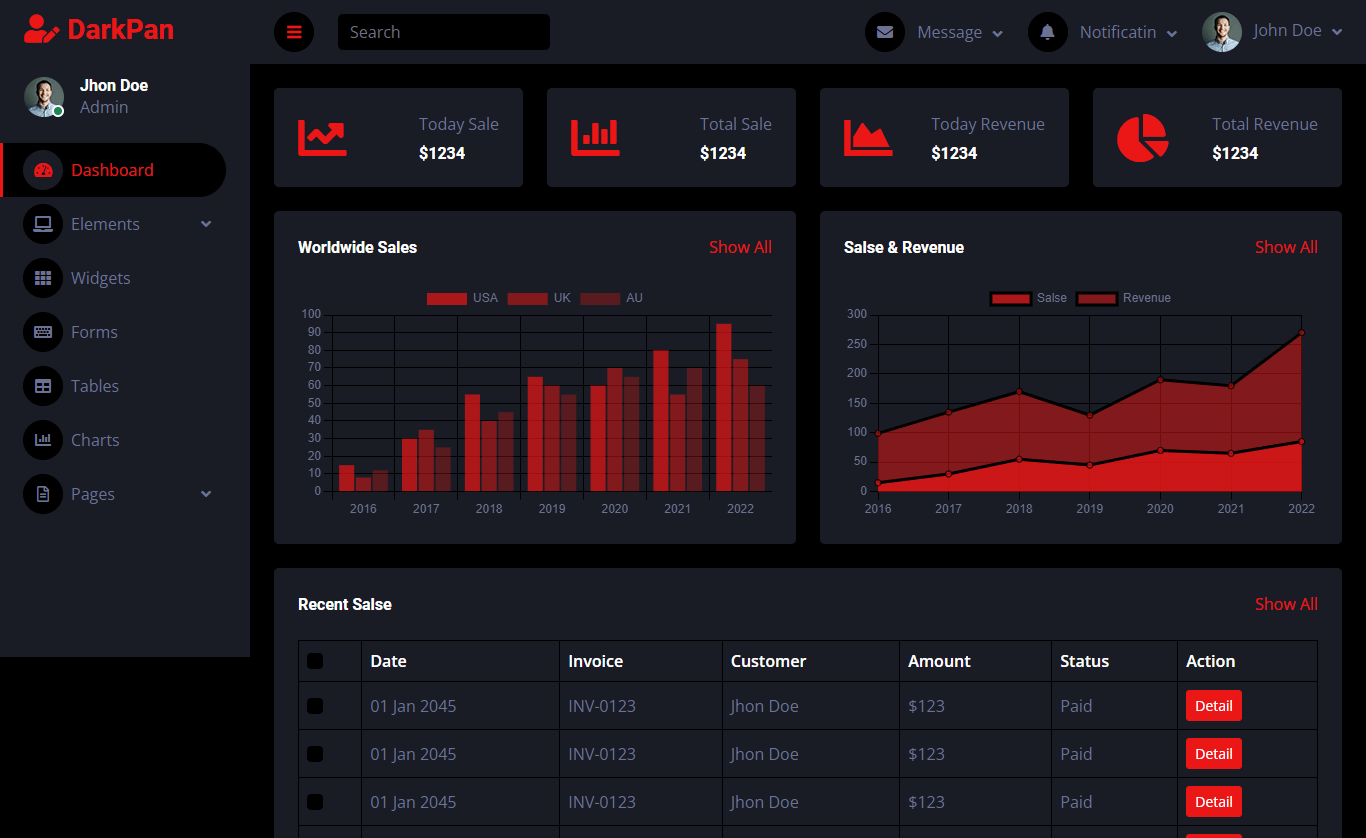 DarkPan
Search
Message
Notificatin
John Doe
Jhon Doe
Admin
Dashboard
Elements
Widgets
Forms
Tables
Charts
Pages
Today Sale
$1234
Total Sale
$1234
Today Revenue
$1234
Total Revenue
$1234
Worldwide Sales
Show All
USA UK AU
100
90
80
70
60
50
40
30
20
10
0
2016 2017 2018 2019 2020 2021 2022
Salse & Revenue
Show All
Salse Revenue
300
250
200
150
100
50
0
2016 2017 2018 2019 2020 2021 2022
Recent Salse
Show All
Date Invoice Customer Amount Status Action
01 Jan 2045 INV-0123 Jhon Doe $123 Paid Detail
01 Jan 2045 INV-0123 Jhon Doe $123 Paid Detail
01 Jan 2045 INV-0123 Jhon Doe $123 Paid Detail